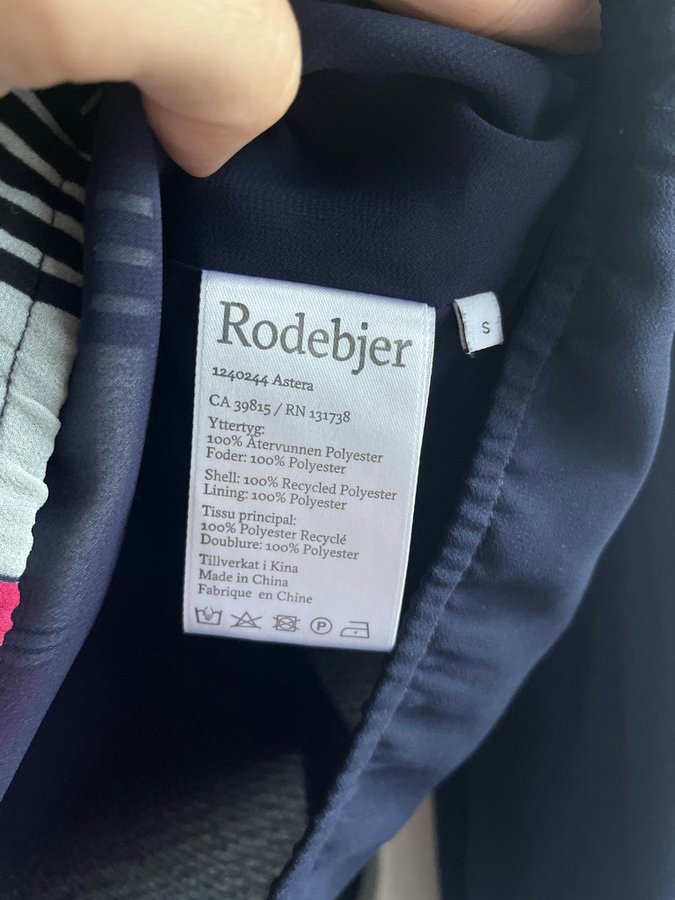 Rodebjer
S
1240244 Astera
CA 39815 / RN 131738
Yttertyg:
100% Återvunnen Polyester
Foder: 100% Polyester
Shell: 100% Recycled Polyester
Lining: 100% Polyester
Tissu principal:
100% Polyester Recyclé
Doublure: 100% Polyester
Tillverkat i Kina
Made in China
Fabrique en Chine
P